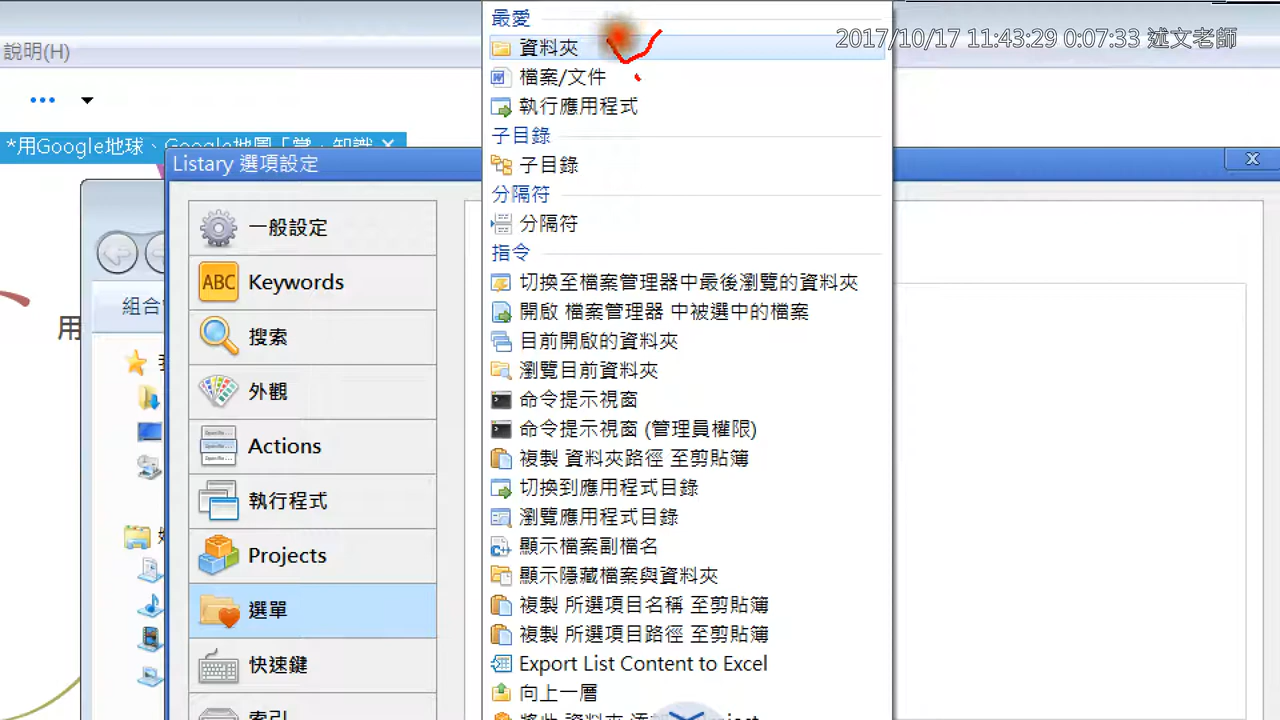 最愛
資料夾
2017/10/17 11:43:29 0:07:33 述文老師
說明(H)
檔案/文件
執行應用程式
子目錄
*用Google地球、Google地圖「當」知識
Listary 選項設定
子目錄
分隔符
分隔符
一般設定
指令
Keywords
切換至檔案管理器中最後瀏覽的資料夾
組合
開啟 檔案管理器 中被選中的檔案
用
搜索
目前開啟的資料夾
瀏覽目前資料夾
外觀
命令提示視窗
命令提示視窗 (管理員權限)
Actions
複製 資料夾路徑 至剪貼簿
切換到應用程式目錄
執行程式
瀏覽應用程式目錄
顯示檔案副檔名
Projects
顯示隱藏檔案與資料夾
選單
複製 所選項目名稱 至剪貼簿
複製 所選項目路徑 至剪貼簿
快速鍵
Export List Content to Excel
向上一層
索引